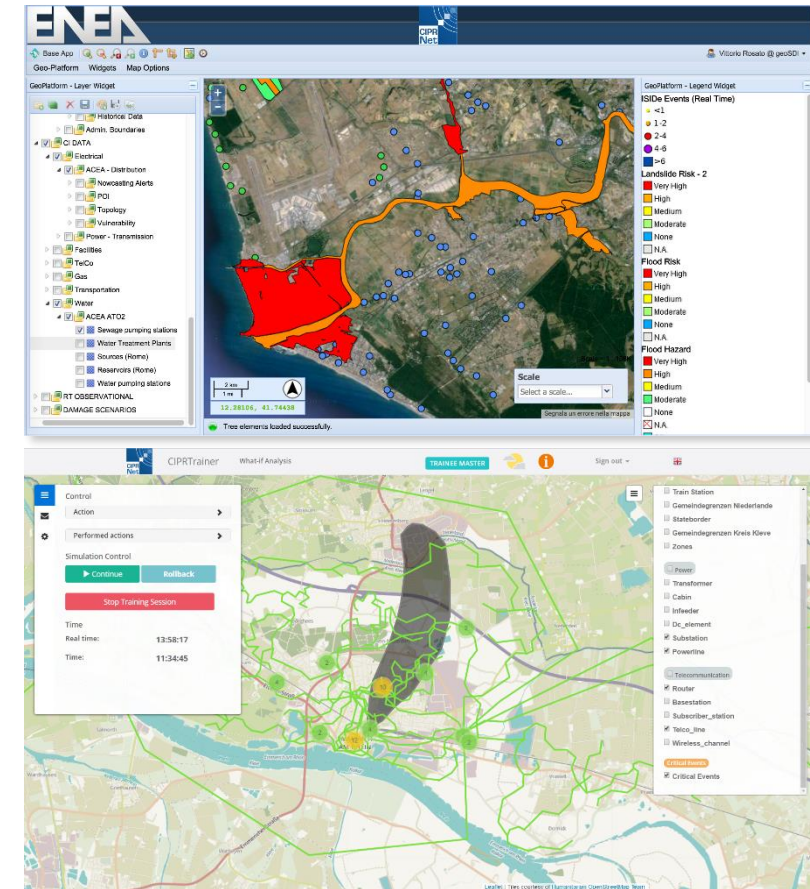 ENEA
CIPR
Net
Base App
Vittorio Rosato @ geoSDI
Geo-Platform Widgets Map Options
GeoPlatform - Layer Widget
Historical Data
Admin. Boundaries
CI DATA
Electrical
ACEA - Distribution
Nowcasting Alerts
POI
Topology
Vulnerability
Power - Transmission
Facilities
TelCo
Gas
Transportation
Water
ACEA ATO2
Sewage pumping stations
Water Treatment Plants
Sources (Rome)
Reservoirs (Rome)
Water pumping stations
RT OBSERVATIONAL
DAMAGE SCENARIOS
+
2 km
1 mi
12.28106, 41.74438
Scale
Select a scale...
Segnala un errore nella mappa
Tree elements loaded successfully.
GeoPlatform - Legend Widget
ISIDe Events (Real Time)
<1
1-2
2-4
4-6
>6
Landslide Risk - 2
Very High
High
Medium
Moderate
None
N.A.
Flood Risk
Very High
High
Medium
Moderate
None
N.A.
Flood Hazard
Very High
High
Medium
Moderate
None
N.A.
CIPR
Net
CIPRTrainer
What-if Analysis
TRAINEE MASTER
Sign out
Control
Action
Performed actions
Simulation Control
Continue
Rollback
Stop Training Session
Time
Real time: 13:58:17
Time: 11:34:45
Train Station
Gemeindegrenzen Niederlande
Stateborder
Gemeindegrenzen Kreis Kleve
Zones
Power
Transformer
Cabin
Infeeder
Dc_element
Substation
Powerline
Telecommunication
Router
Basestation
Subscriber_station
Telco_line
Wireless_channel
Critical Events
Critical Events
Leaflet | Tiles courtesy of Humanitarian OpenStreetMap Team